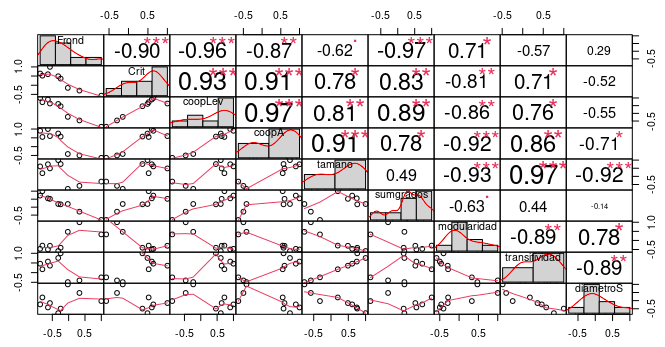 -0.5 0.5 -0.5 0.5 -0.5 0.5 -0.5 0.5
Frond -0.90 *** -0.96 *** -0.87 ** -0.62 . -0.97 *** 0.71 * -0.57 0.29 -0.5
-0.5 1.0 Crit 0.93 *** 0.91 *** 0.78 * 0.83 ** -0.81 ** 0.71 * -0.52
coopLev 0.97 *** 0.81 ** 0.89 ** -0.86 ** 0.76 * -0.55 -0.5 1.0
-0.5 1.0 coopA 0.91 *** 0.78 * -0.92 *** 0.86 ** -0.71 *
tamano 0.49 -0.93 *** 0.97 *** -0.92 *** -0.5
-0.5 sumgrados -0.63 . 0.44 -0.14
modularidad -0.89 ** 0.78 * -0.5 1.0
-0.5 1.0 transitividad -0.89 **
diametroS -0.5
-0.5 0.5 -0.5 0.5 -0.5 0.5 -0.5 0.5 -0.5 0.5